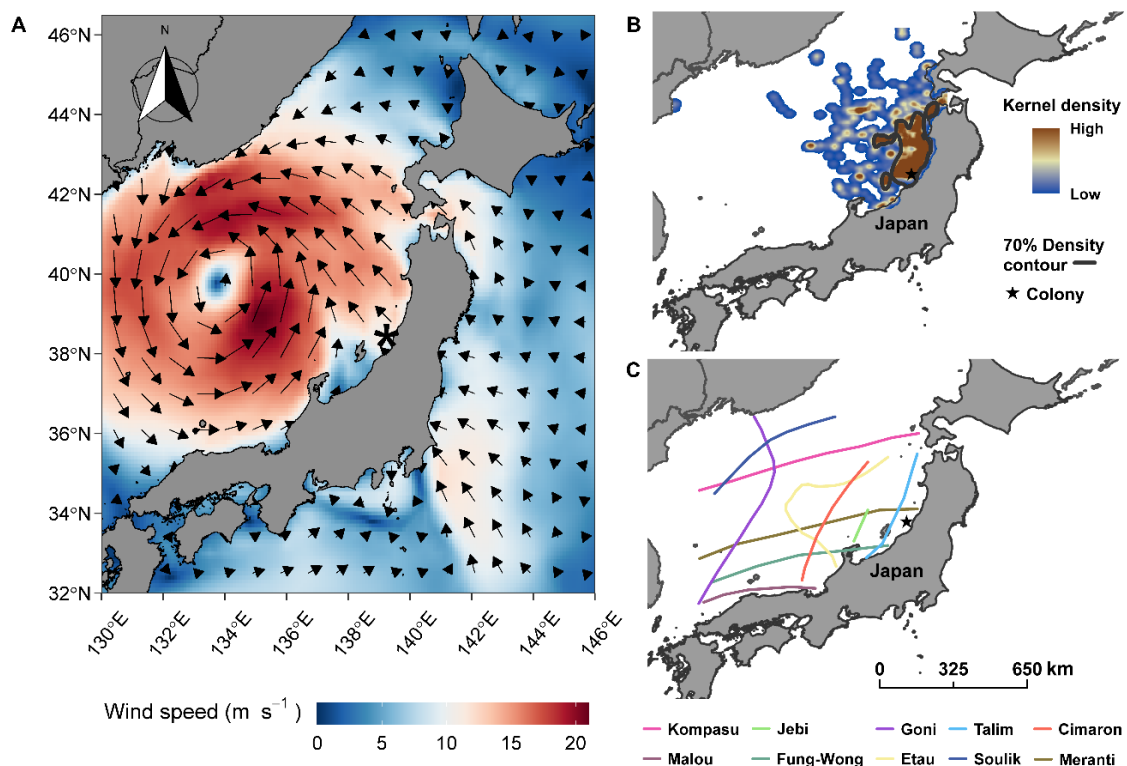 A
N
46°N
44°N
42°N
40°N
38°N
36°N
34°N
32°N
130°E
132°E
134°E
136°E
138°E
140°E
142°E
144°E
146°E
*
Wind speed (m s⁻¹)
0 5 10 15 20
B
Kernel density
High
Low
Japan
70% Density
contour
★ Colony
C
Japan
0 325 650 km
Kompasu Jebi Goni Talim Cimaron
Malou Fung-Wong Etau Soulik Meranti